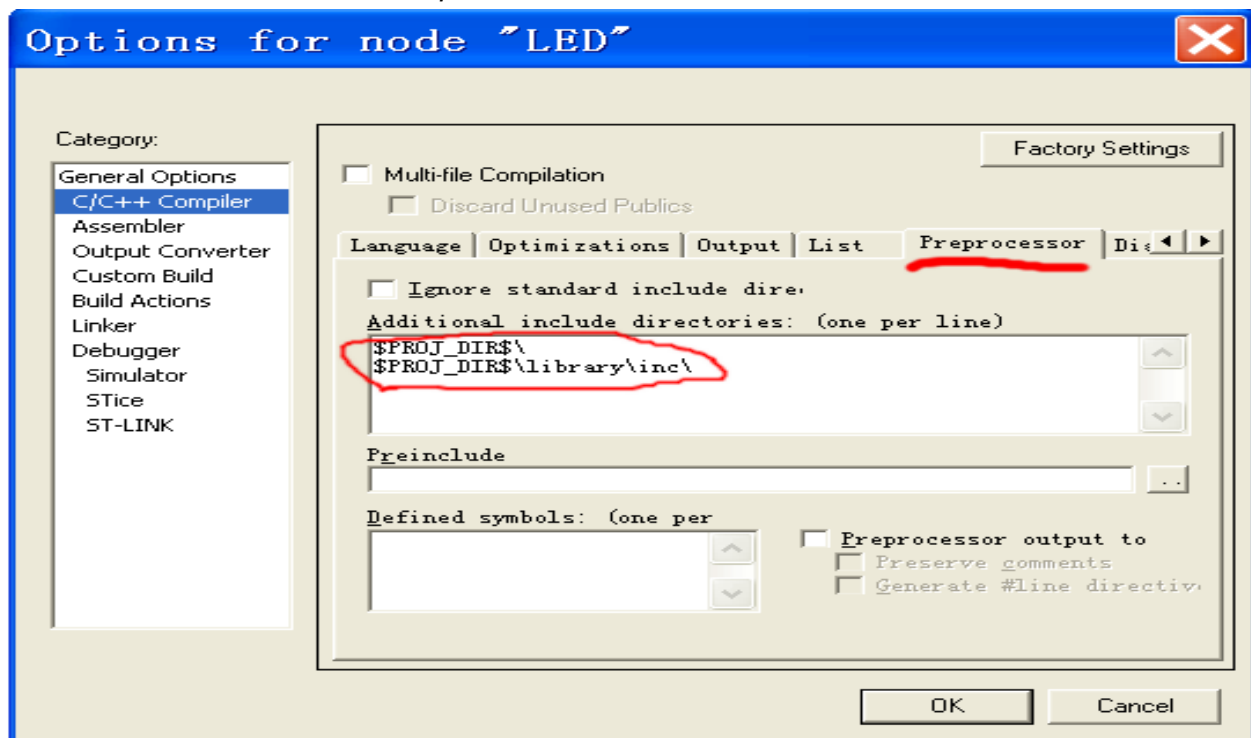 Options for node "LED"
Category:
General Options
C/C++ Compiler
Assembler
Output Converter
Custom Build
Build Actions
Linker
Debugger
Simulator
STice
ST-LINK
Factory Settings
Multi-file Compilation
Discard Unused Publics
Language Optimizations Output List Preprocessor Dis
Ignore standard include dire
Additional include directories: (one per line)
$PROJ_DIR$\
$PROJ_DIR$\library\inc\
Preinclude
..
Defined symbols: (one per
Preprocessor output to
Preserve comments
Generate #line directiv
OK Cancel